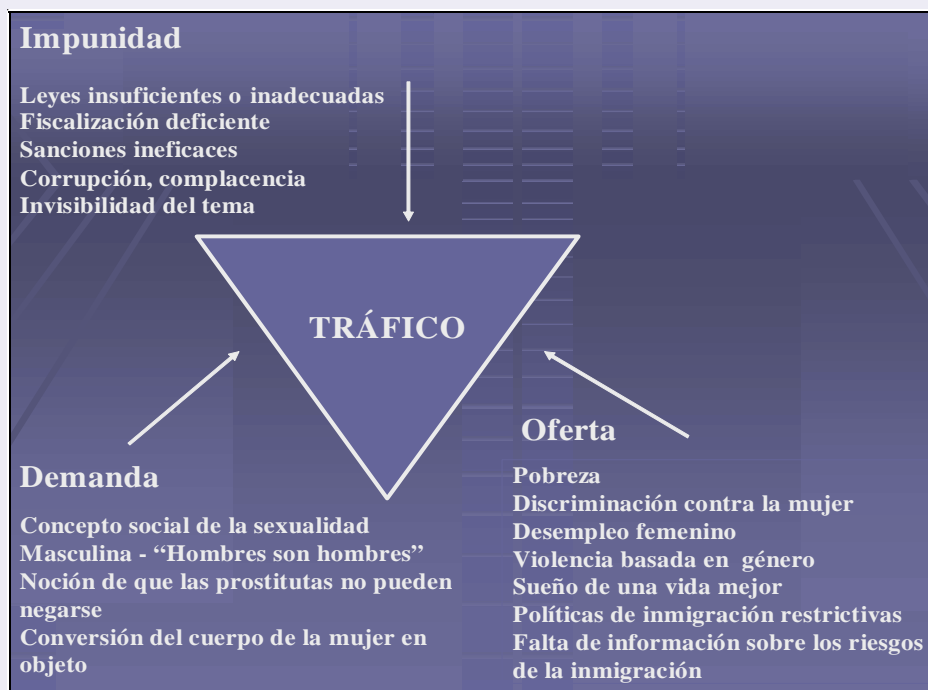 Impunidad
Leyes insuficientes o inadecuadas
Fiscalización deficiente
Sanciones ineficaces
Corrupción, complacencia
Invisibilidad del tema
TRÁFICO
Demanda
Concepto social de la sexualidad
Masculina - “Hombres son hombres”
Noción de que las prostitutas no pueden
negarse
Conversión del cuerpo de la mujer en
objeto
Oferta
Pobreza
Discriminación contra la mujer
Desempleo femenino
Violencia basada en género
Sueño de una vida mejor
Políticas de inmigración restrictivas
Falta de información sobre los riesgos
de la inmigración